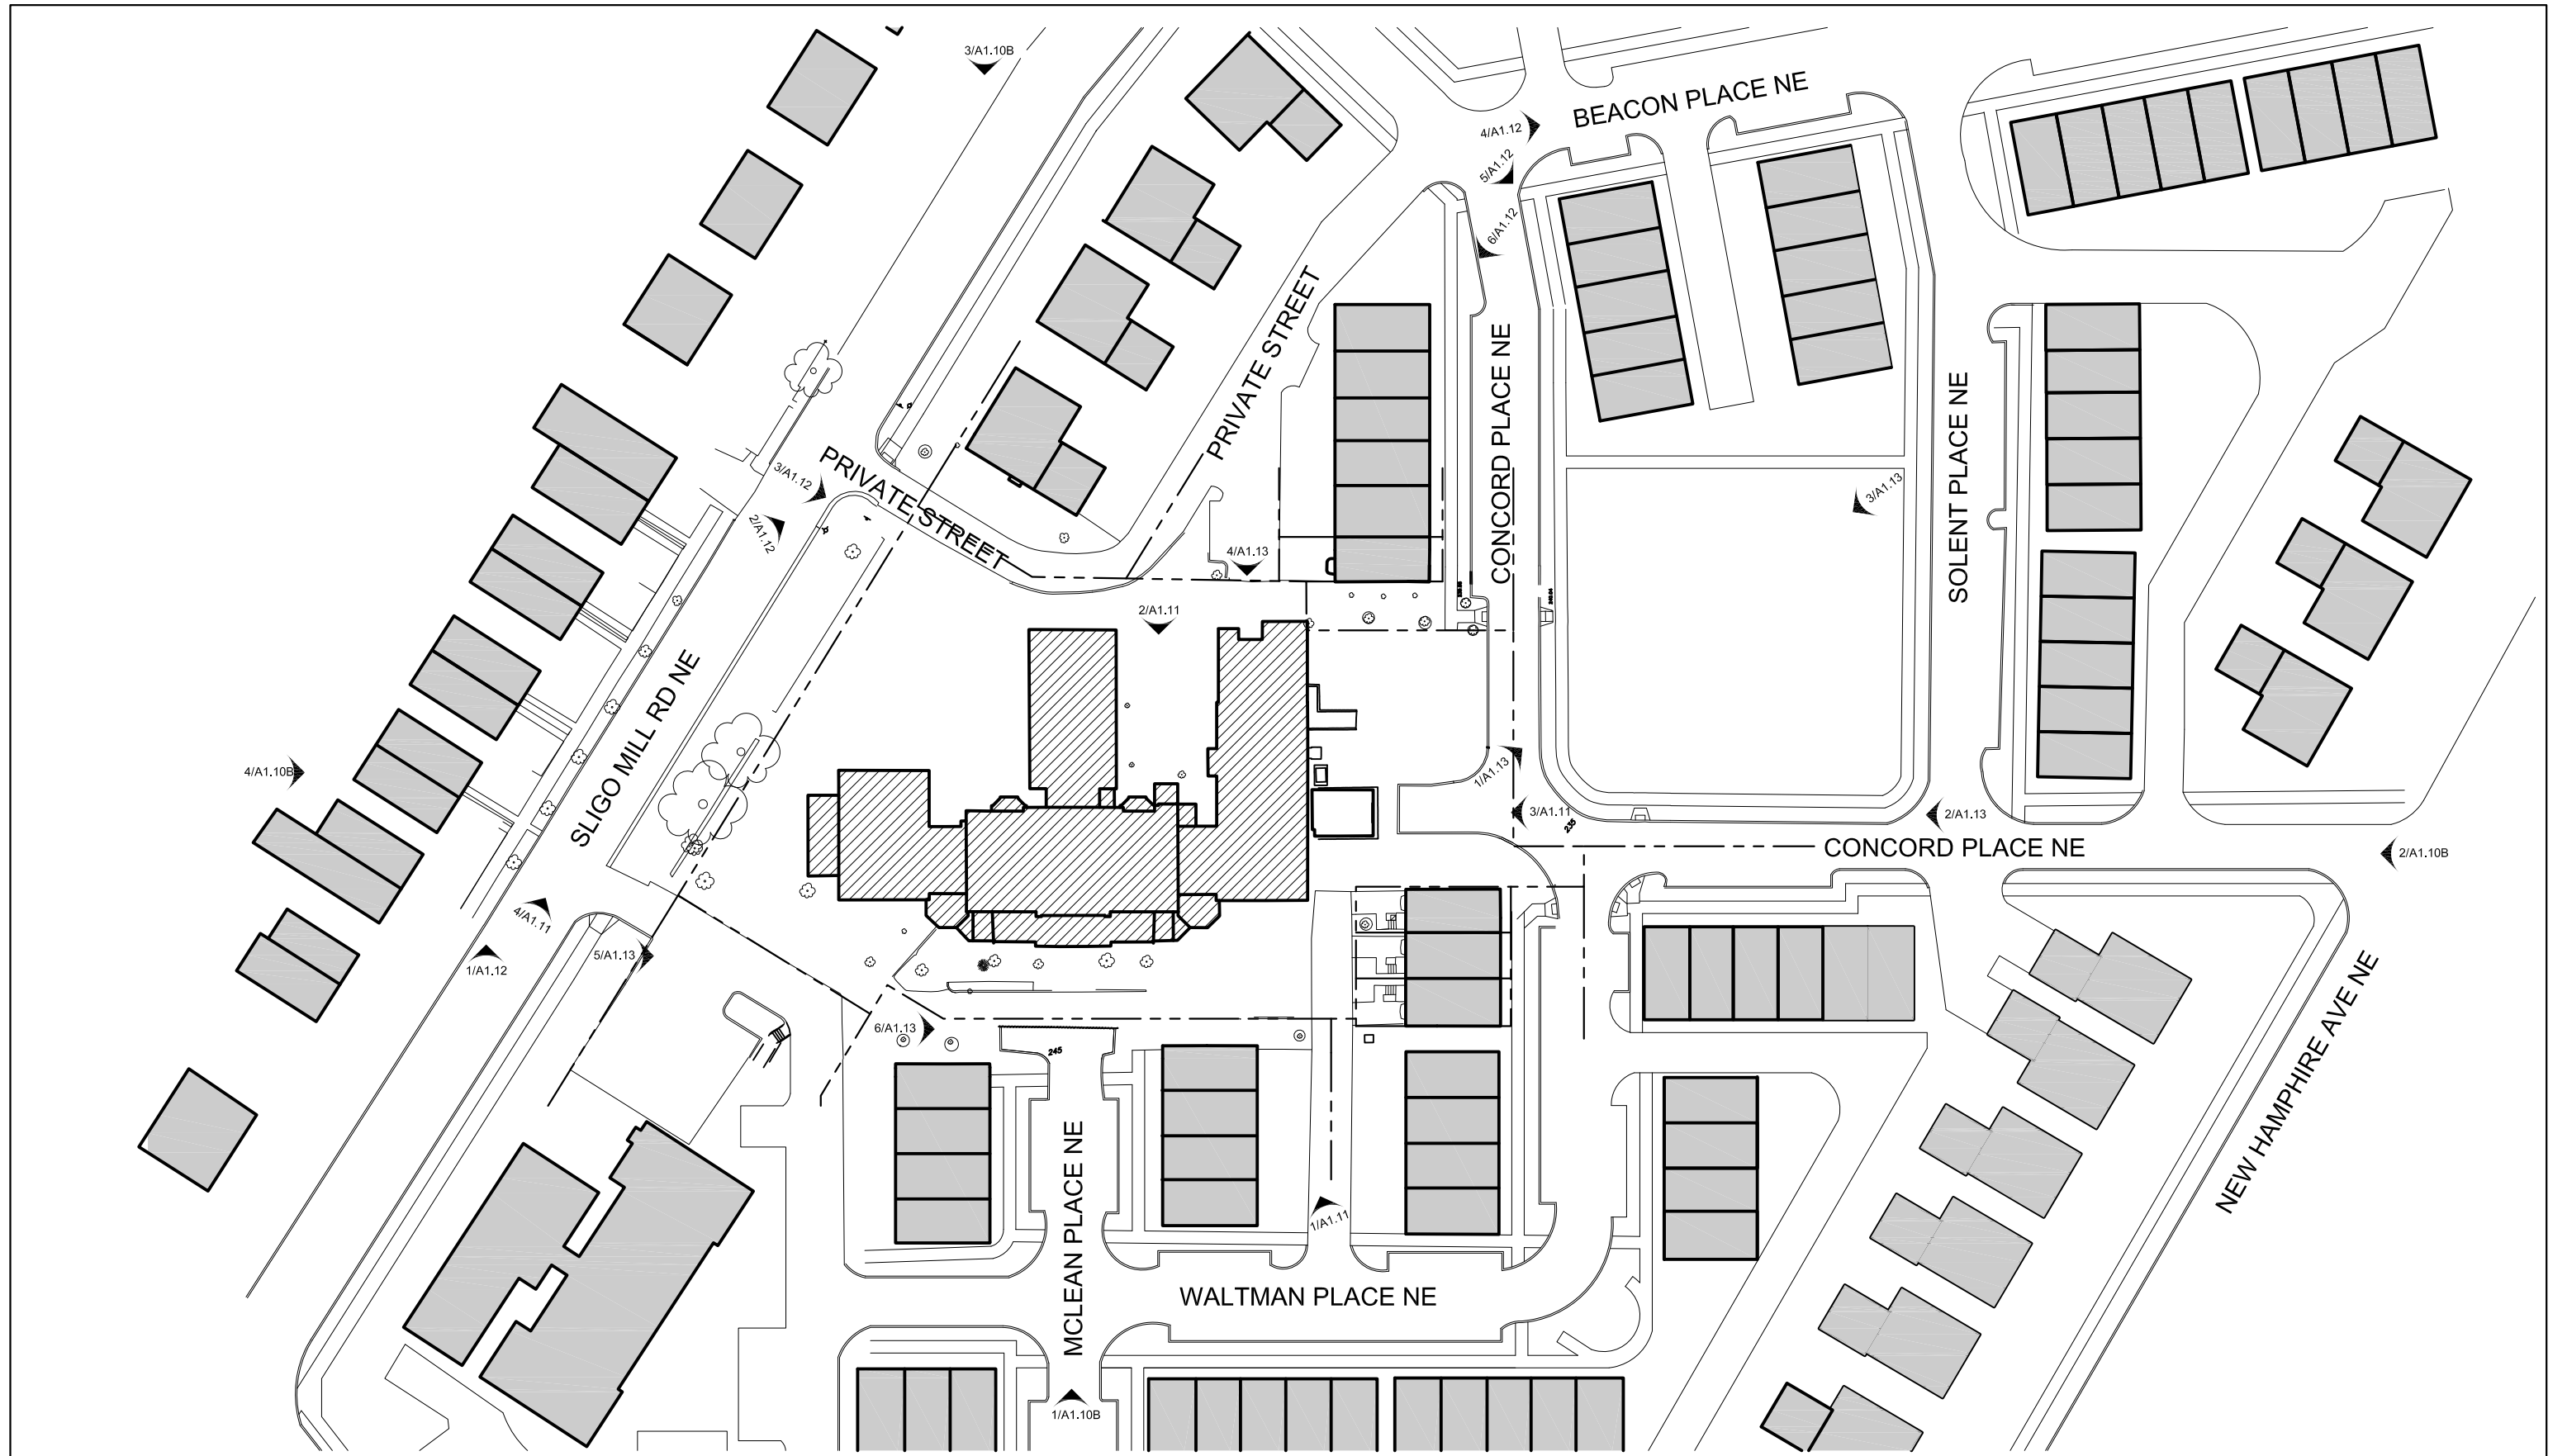 3/A1.10B
BEACON PLACE NE
4/A1.12
5/A1.12
6/A1.12
PRIVATE STREET
CONCORD PLACE NE
SOLENT PLACE NE
3/A1.12
PRIVATE STREET
2/A1.12
3/A1.13
4/A1.13
2/A1.11
SLIGO MILL RD NE
4/A1.10B
1/A1.13
3/A1.11
235
2/A1.13
CONCORD PLACE NE
2/A1.10B
4/A1.11
1/A1.12
5/A1.13
6/A1.13
245
NEW HAMPHIRE AVE NE
MCLEAN PLACE NE
1/A1.11
WALTMAN PLACE NE
1/A1.10B